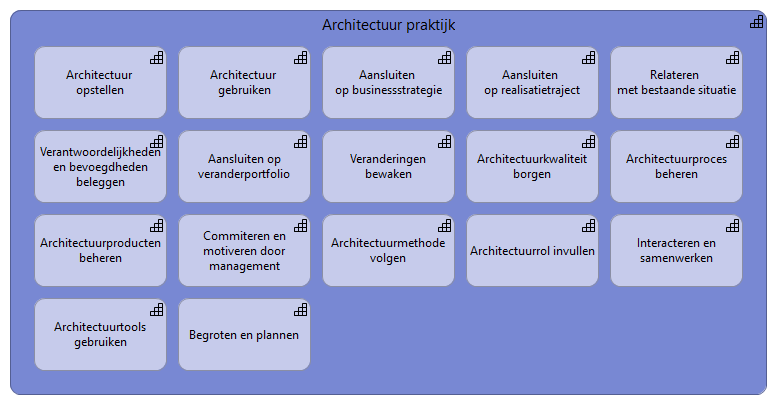 Architectuur praktijk
Architectuur
opstellen
Architectuur
gebruiken
Aansluiten
op businessstrategie
Aansluiten
op realisatietraject
Relateren
met bestaande situatie
Verantwoordelijkheden
en bevoegdheden
beleggen
Aansluiten op
veranderportfolio
Veranderingen
bewaken
Architectuurkwaliteit
borgen
Architectuurproces
beheren
Architectuurproducten
beheren
Commiteren en
motiveren door
management
Architectuurmethode
volgen
Architectuurrol invullen
Interacteren en
samenwerken
Architectuurtools
gebruiken
Begroten en plannen